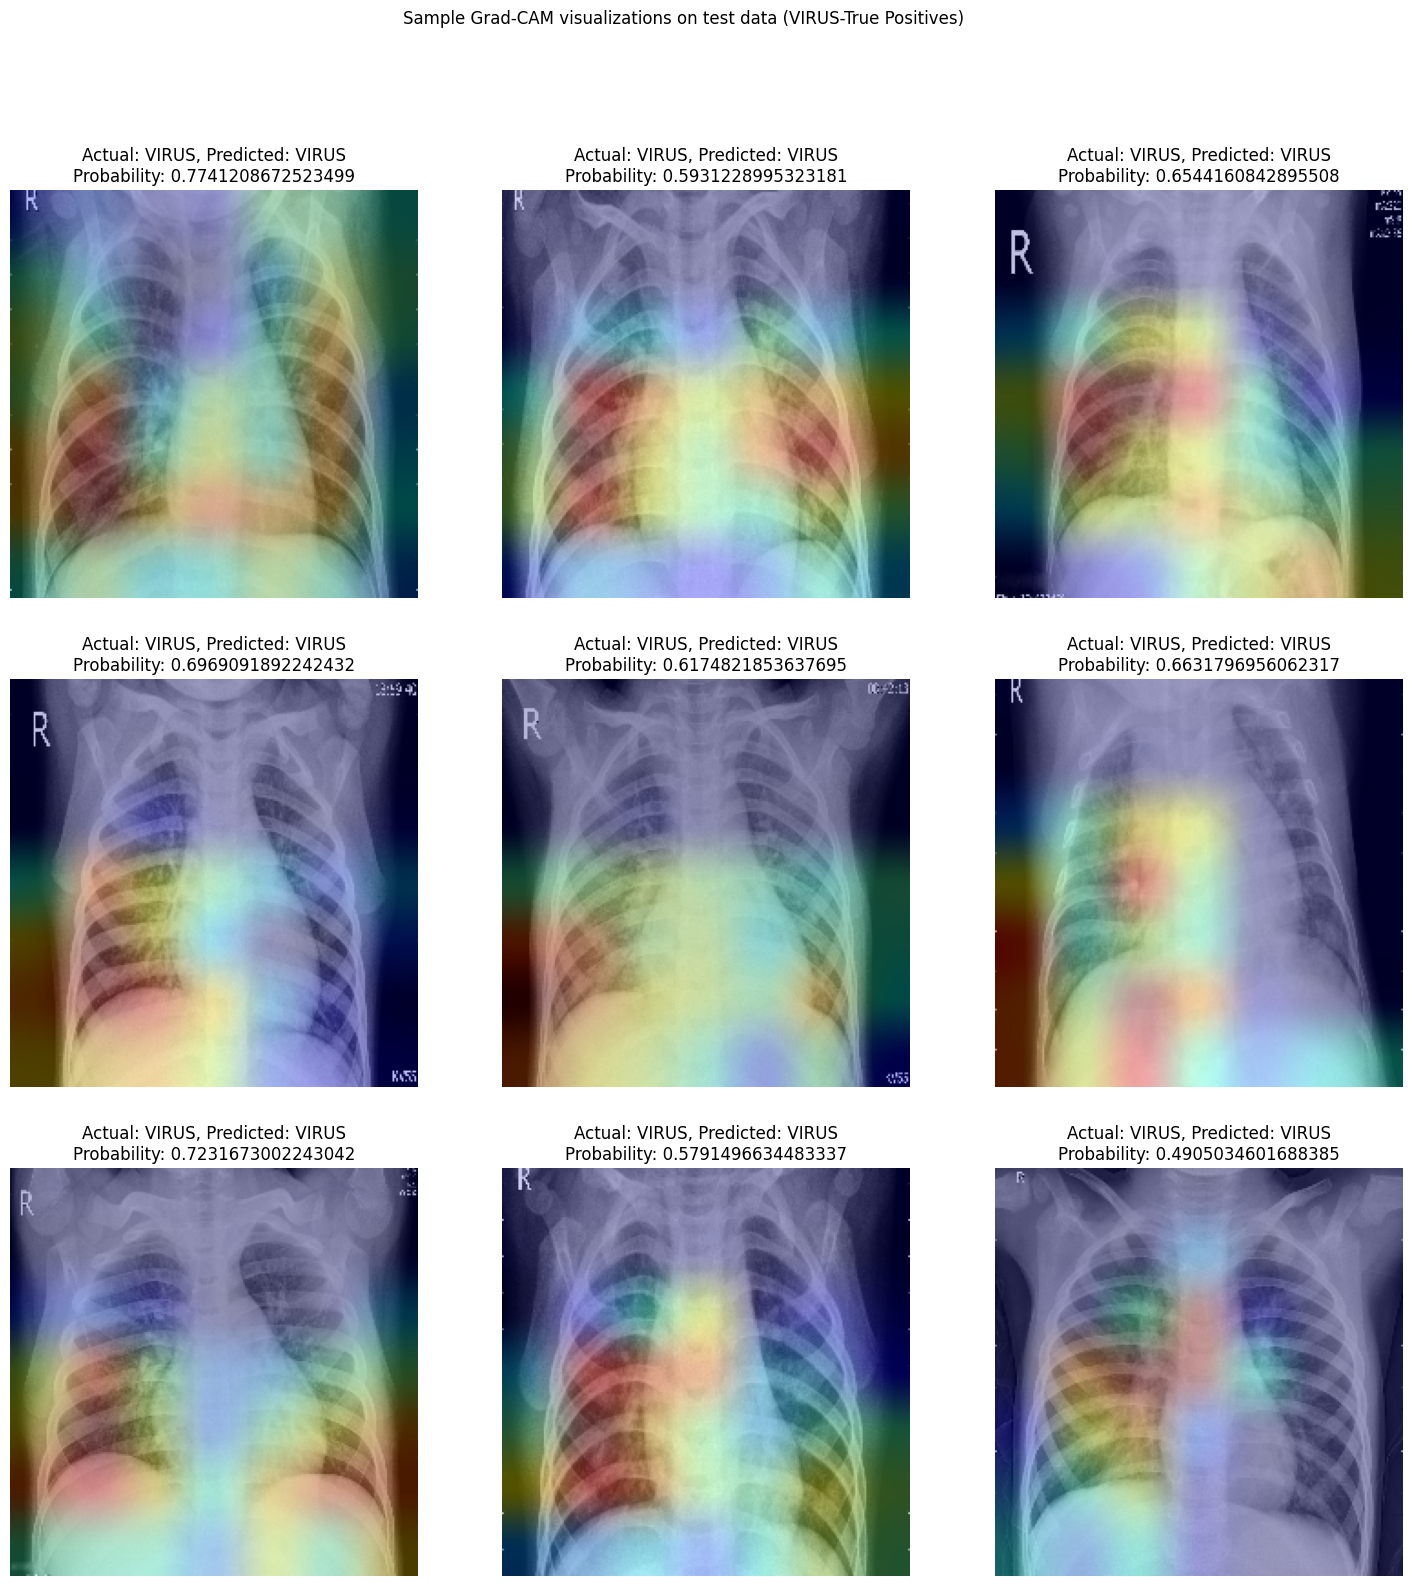 Sample Grad-CAM visualizations on test data (VIRUS-True Positives)
Actual: VIRUS, Predicted: VIRUS
Probability: 0.7741208672523499
R
Actual: VIRUS, Predicted: VIRUS
Probability: 0.5931228995323181
R
Actual: VIRUS, Predicted: VIRUS
Probability: 0.6544160842895508
R
Actual: VIRUS, Predicted: VIRUS
Probability: 0.6969091892242432
R
Actual: VIRUS, Predicted: VIRUS
Probability: 0.6174821853637695
R
Actual: VIRUS, Predicted: VIRUS
Probability: 0.6631796956062317
R
Actual: VIRUS, Predicted: VIRUS
Probability: 0.7231673002243042
R
Actual: VIRUS, Predicted: VIRUS
Probability: 0.5791496634483337
R
Actual: VIRUS, Predicted: VIRUS
Probability: 0.4905034601688385
R